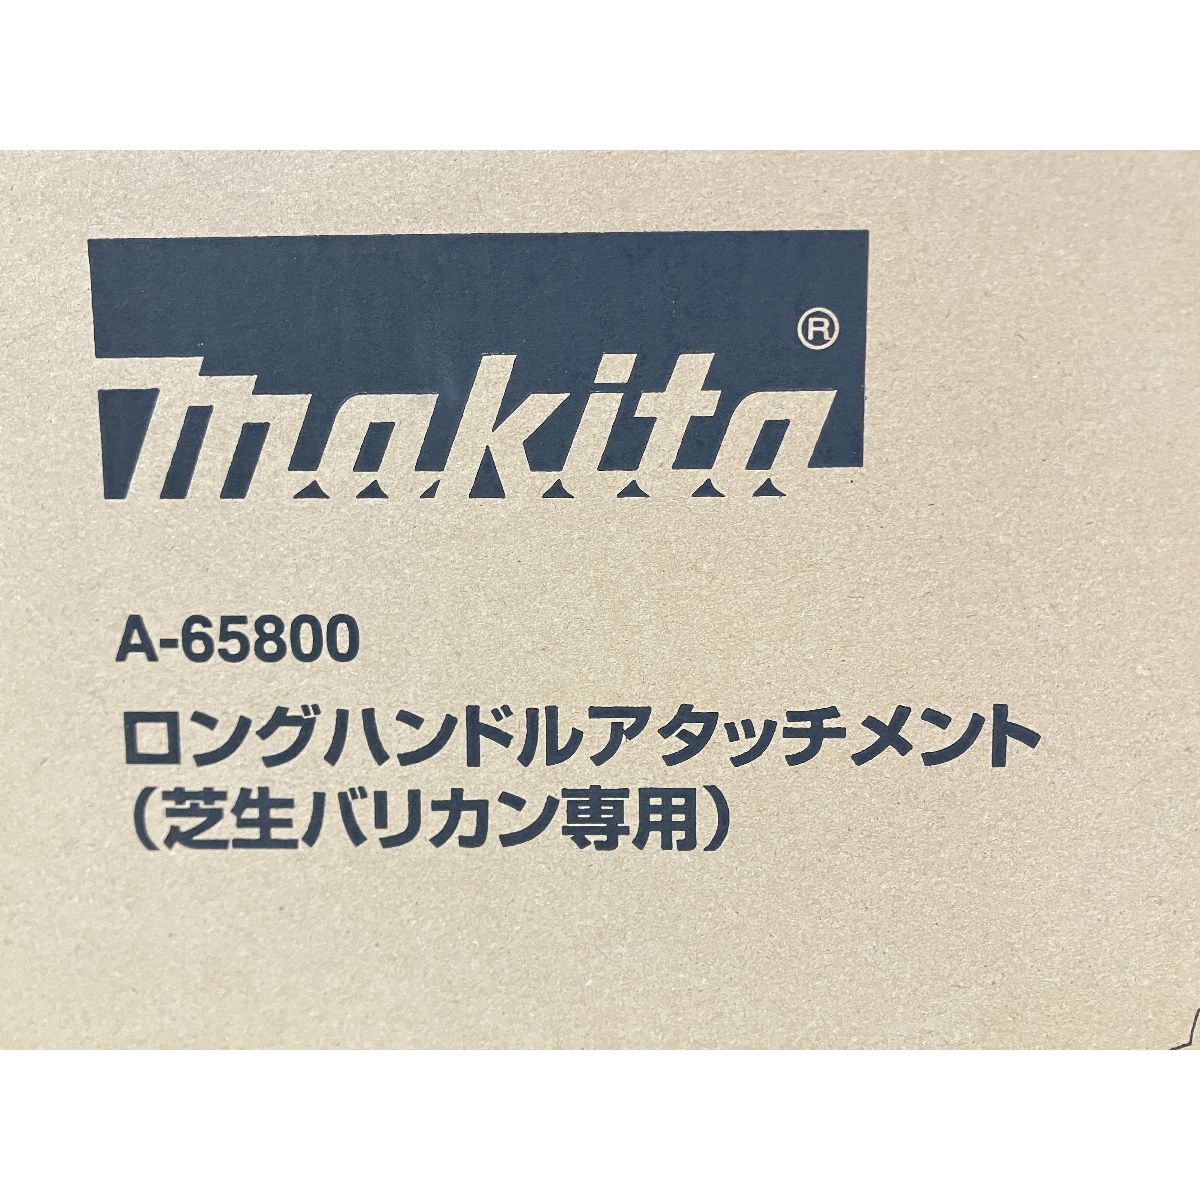 makita®
A-65800
ロングハンドルアタッチメント
（芝生バリカン専用）